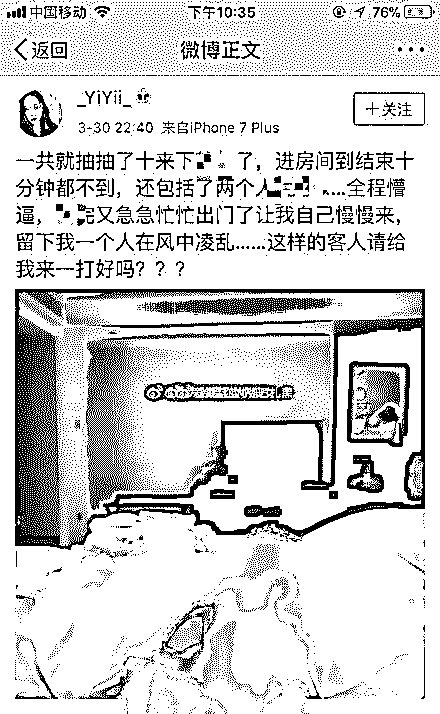 中国移动 下午10:35 76%
返回 微博正文
_YiYii_
十关注
3-30 22:40 来自iPhone 7 Plus
一共就抽抽了十来下 了，进房间到结束十
分钟都不到，还包括了两个人 ....全程懵
逼， 完又急急忙忙出门了让我自己慢慢来，
留下我一个人在风中凌乱......这样的客人请给
我来一打好吗？？？